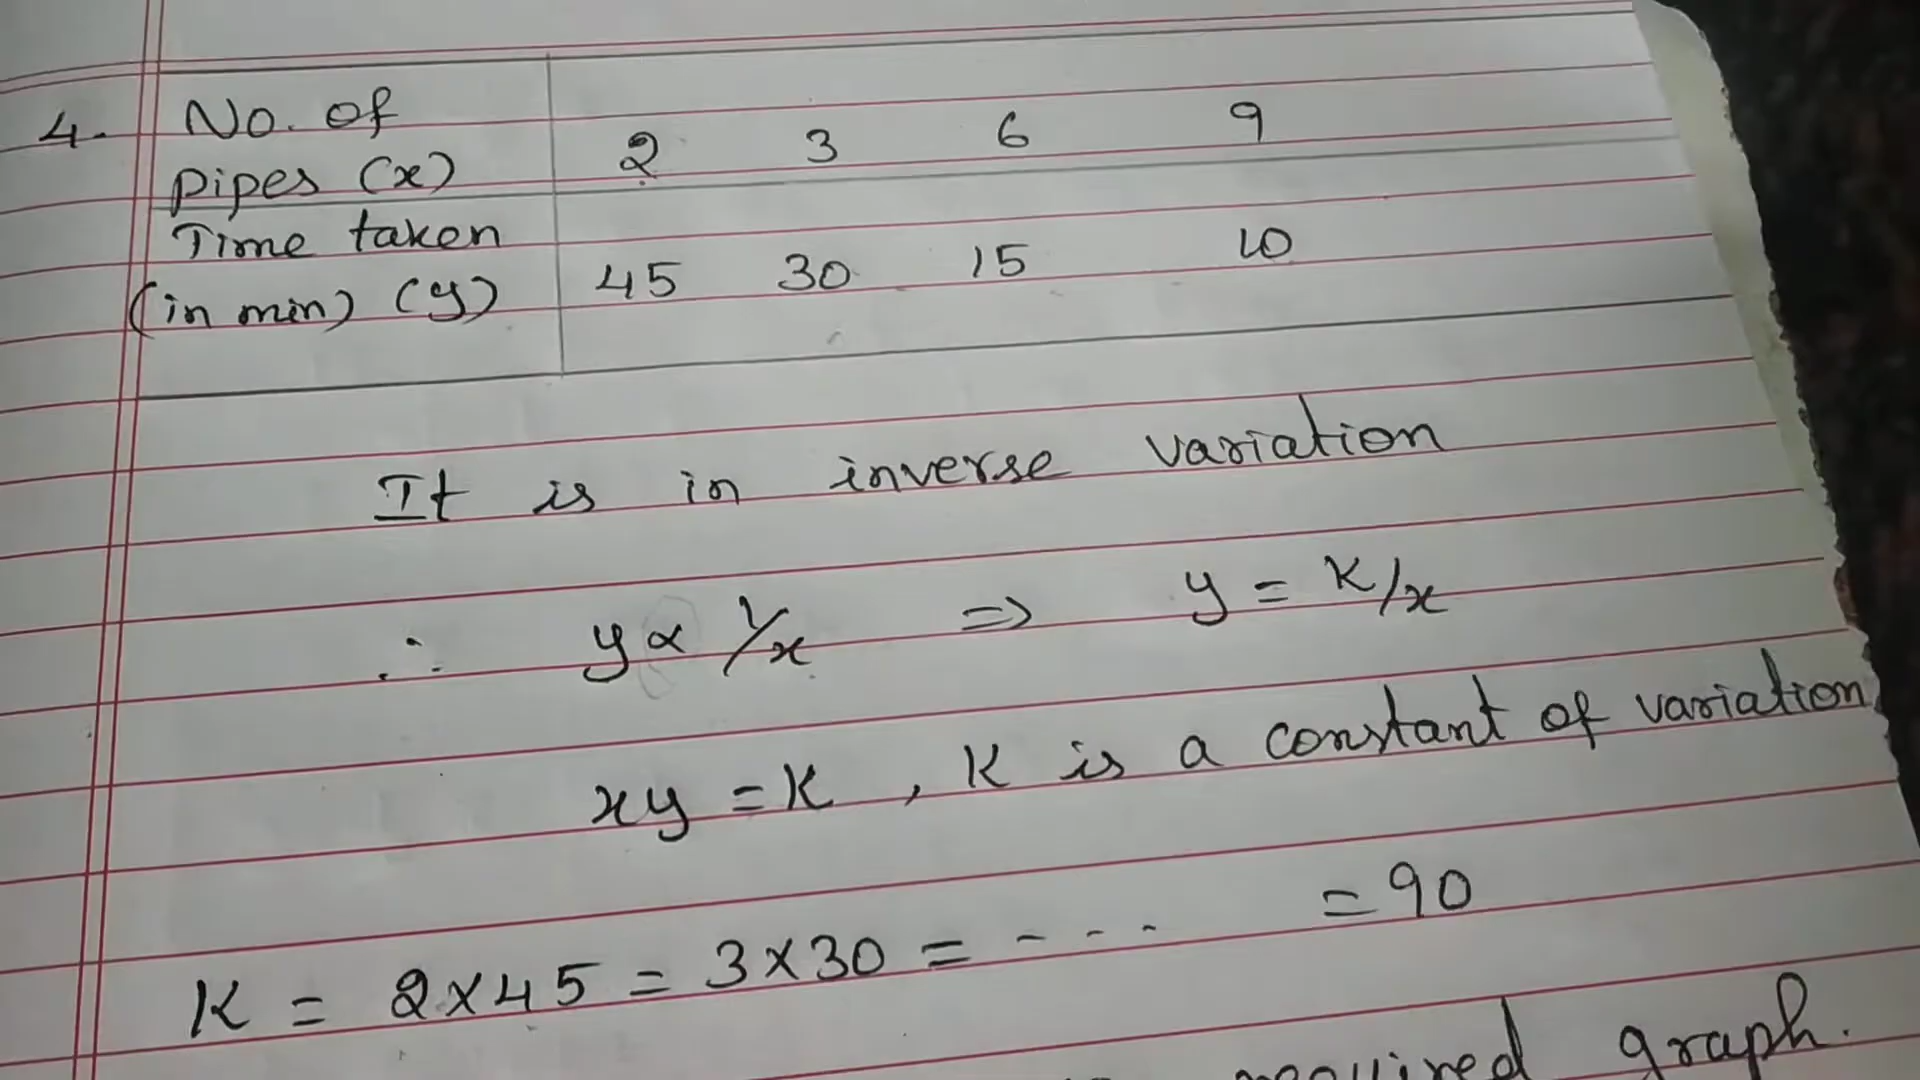 4. No. of
pipes (x) 2 3 6 9
Time taken
(in min) (y) 45 30 15 10
It is in inverse variation
∴ y ∝ 1/x ⇒ y = K/x
xy = K , K is a constant of variation
K = 2×45 = 3×30 = - - - - = 90
required graph.